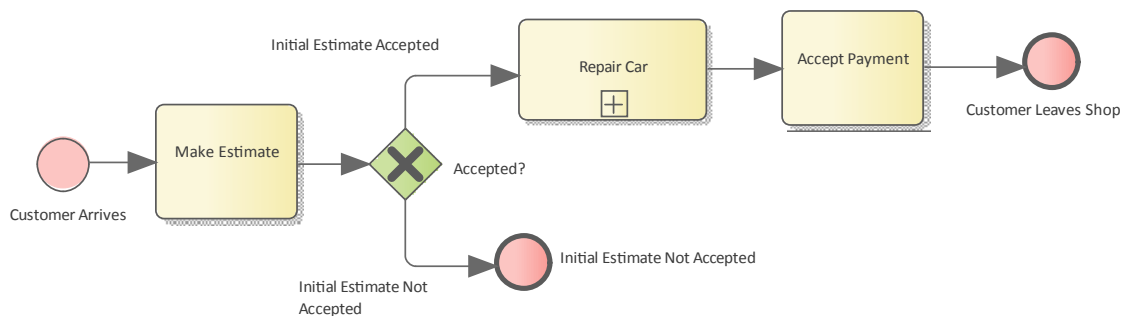 Initial Estimate Accepted
Repair Car
Accept Payment
Customer Leaves Shop
Make Estimate
Accepted?
Customer Arrives
Initial Estimate Not Accepted
Initial Estimate Not
Accepted